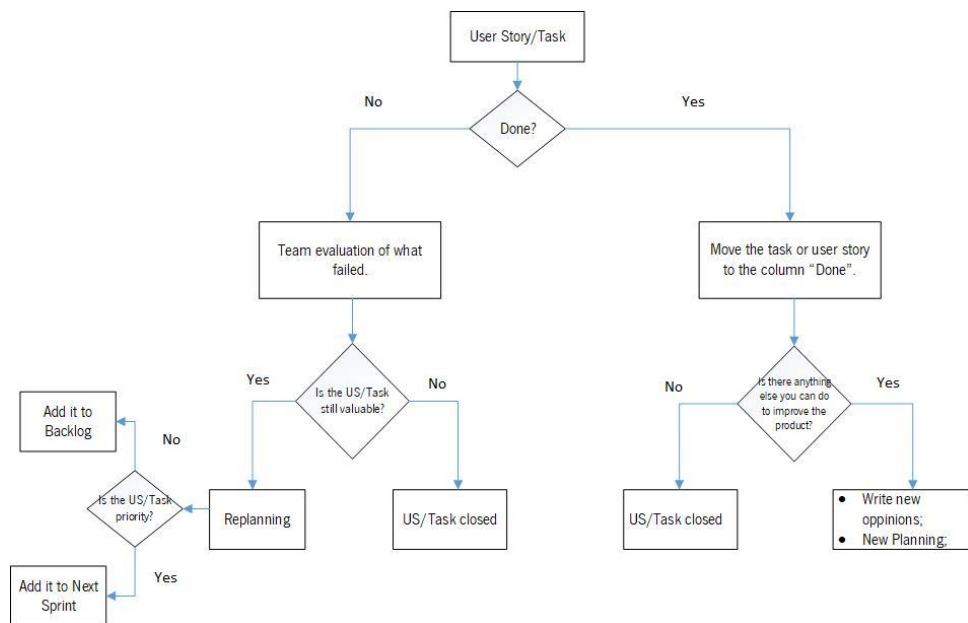 User Story/Task
No
Yes
Done?
Team evaluation of what
failed.
Move the task or user story
to the column “Done”.
Yes
Is the US/Task
still valuable?
No
No
Is there anything
else you can do
to improve the
product?
Yes
Add it to
Backlog
No
Is the US/Task
priority?
Replanning
US/Task closed
US/Task closed
● Write new
oppinions;
● New Planning;
Yes
Add it to Next
Sprint